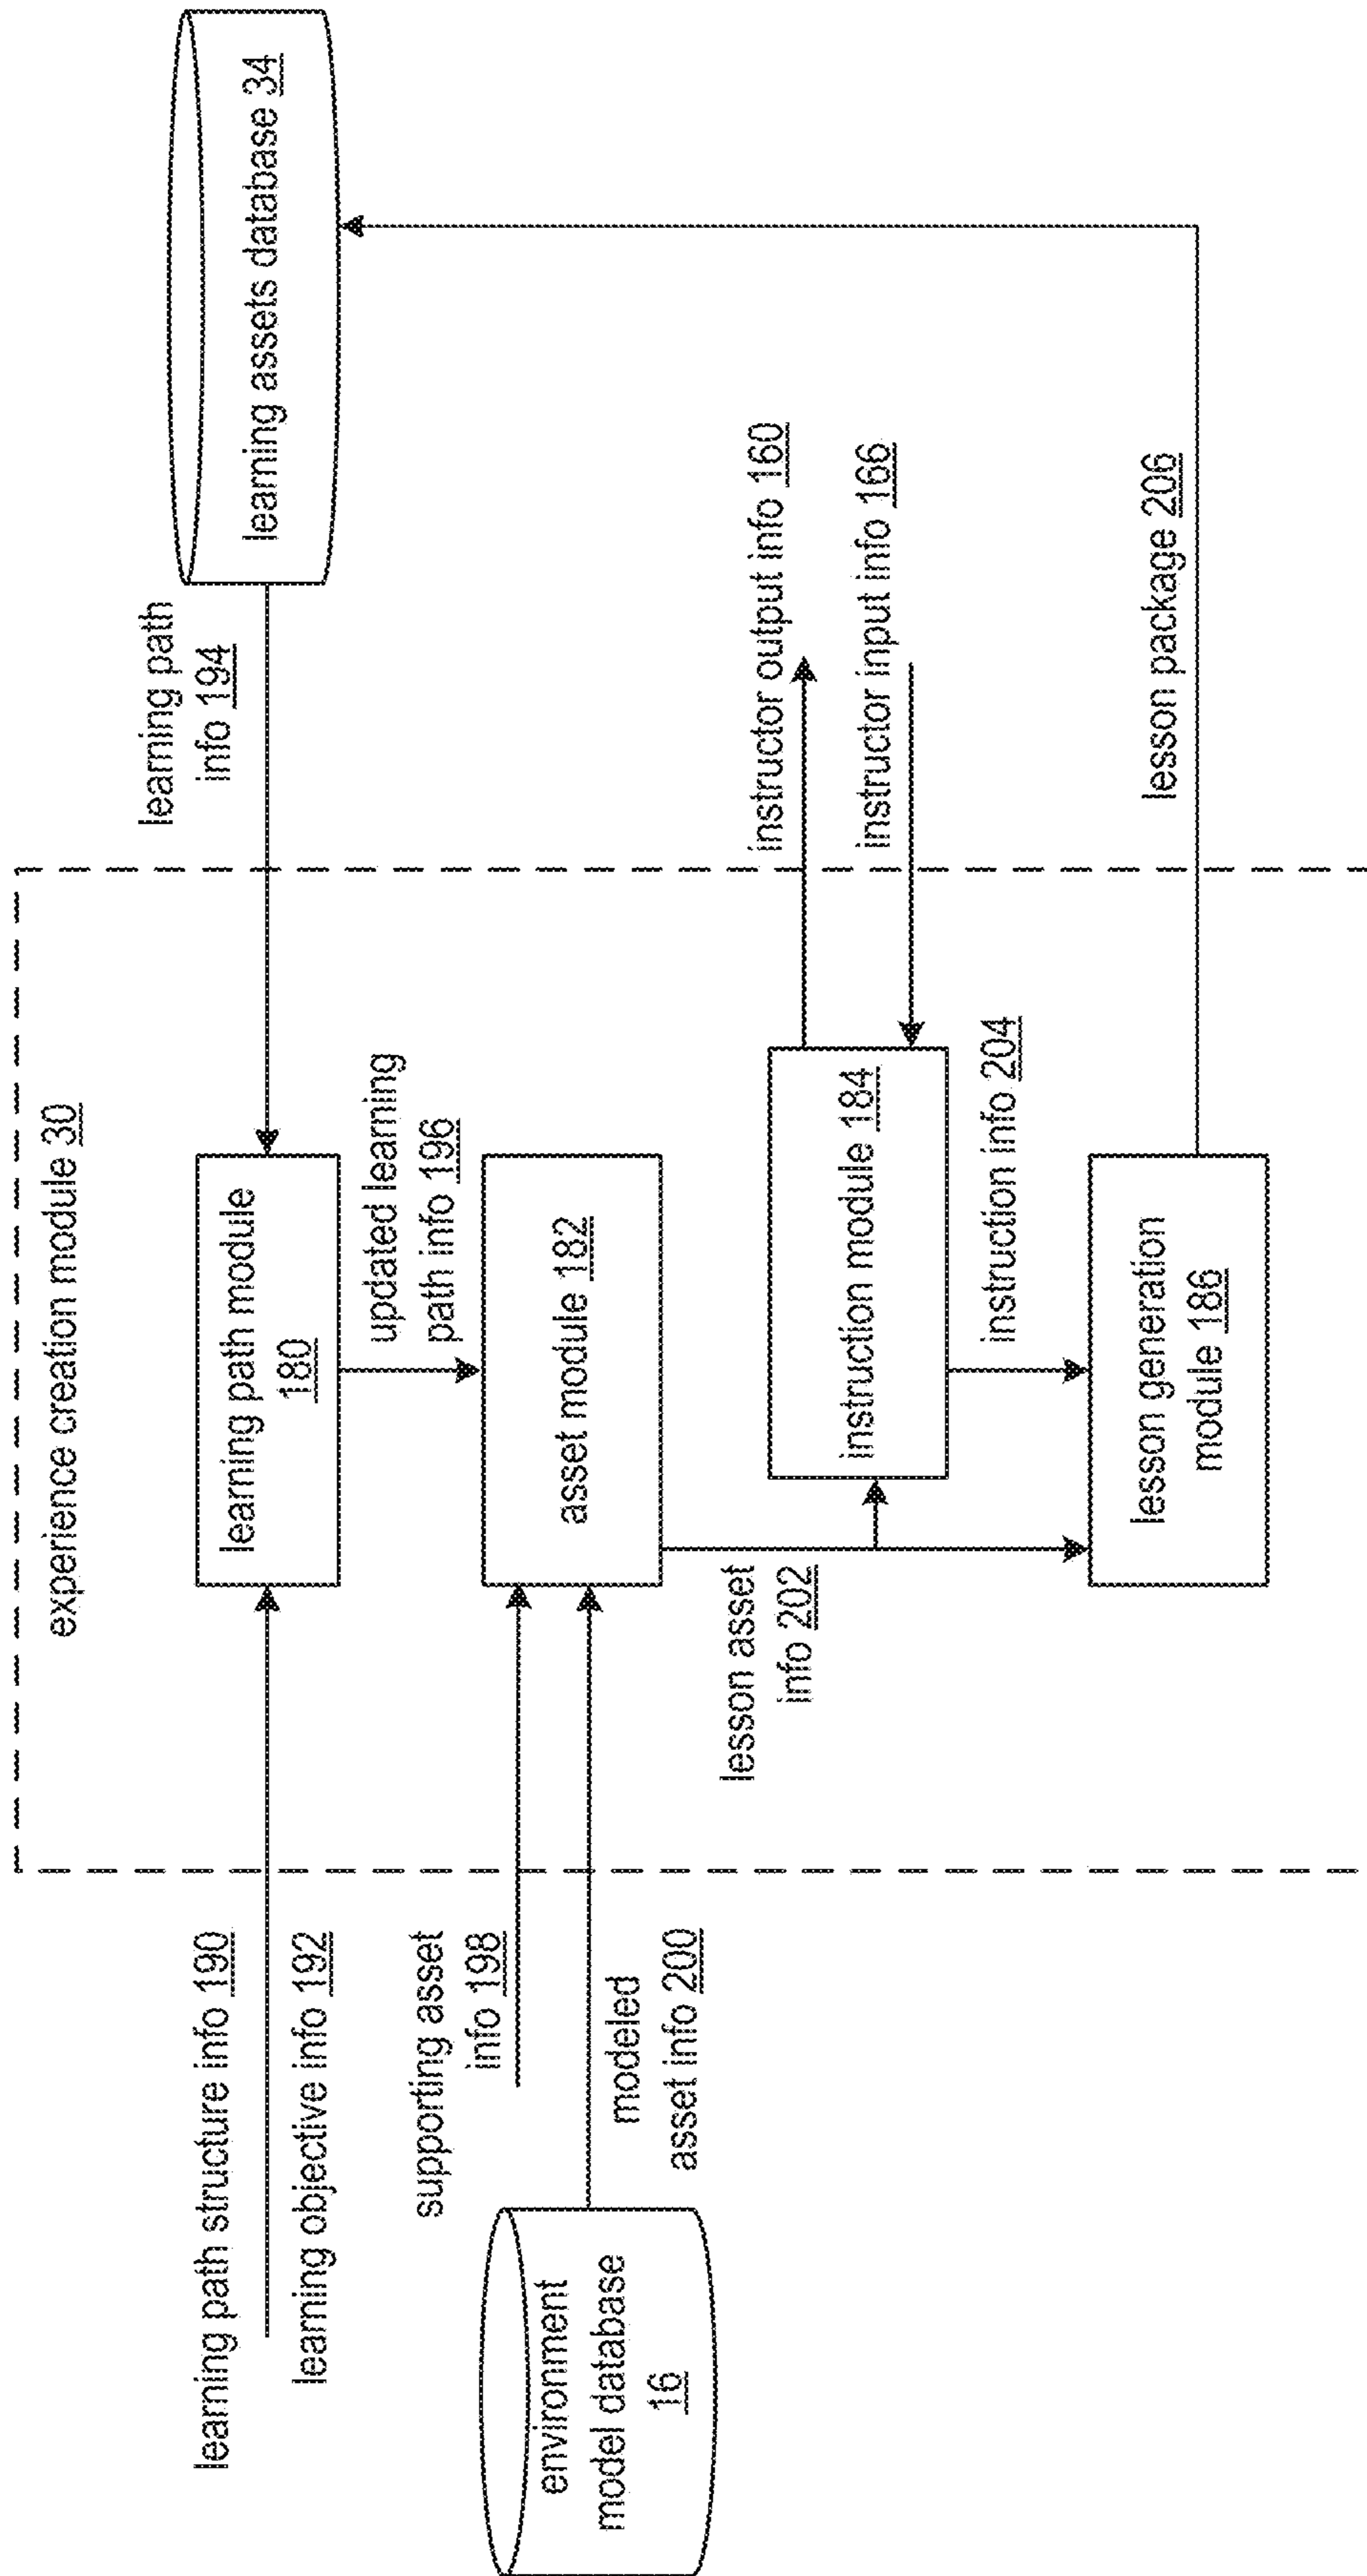 experience creation module 30
learning path structure info 190
learning objective info 192
learning path module
180
learning path
info 194
learning assets database 34
updated learning
path info 196
supporting asset
info 198
environment
model database
16
modeled
asset info 200
asset module 182
lesson asset
info 202
instruction module 184
instructor output info 160
instructor input info 166
instruction info 204
lesson generation
module 186
lesson package 206